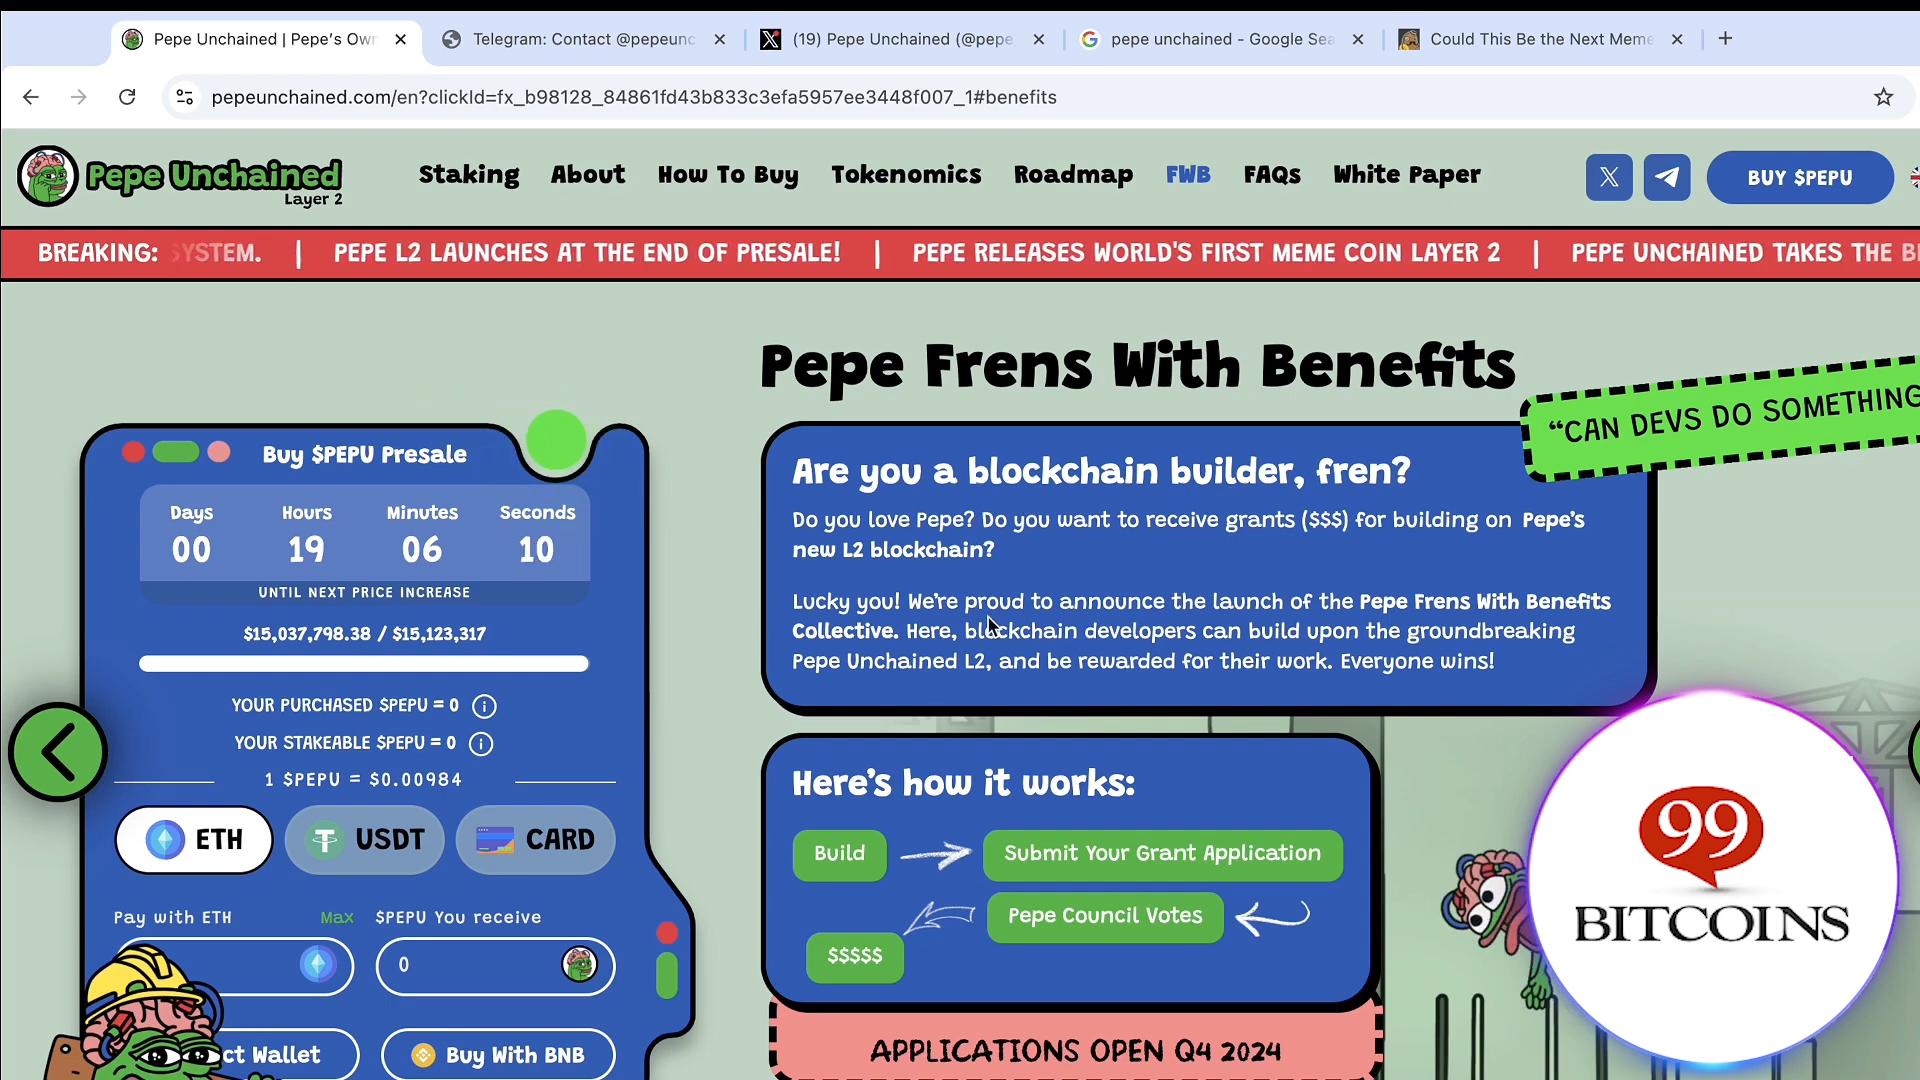 Pepe Unchained | Pepe's Own
Telegram: Contact @pepeunc
(19) Pepe Unchained (@pepe
pepe unchained - Google Sea
Could This Be the Next Meme
pepeunchained.com/en?clickId=fx_b98128_84861fd43b833c3efa5957ee3448f007_1#benefits
Pepe Unchained
Layer 2
Staking
About
How To Buy
Tokenomics
Roadmap
FWB
FAQs
White Paper
BUY $PEPU
BREAKING: SYSTEM. | PEPE L2 LAUNCHES AT THE END OF PRESALE! | PEPE RELEASES WORLD'S FIRST MEME COIN LAYER 2 | PEPE UNCHAINED TAKES THE B
Pepe Frens With Benefits
"CAN DEVS DO SOMETHING
Buy $PEPU Presale
Days Hours Minutes Seconds
00 19 06 10
UNTIL NEXT PRICE INCREASE
$15,037,798.38 / $15,123,317
YOUR PURCHASED $PEPU = 0
YOUR STAKEABLE $PEPU = 0
1 $PEPU = $0.00984
ETH
USDT
CARD
Pay with ETH Max
$PEPU You receive
0
ct Wallet
Buy With BNB
Are you a blockchain builder, fren?
Do you love Pepe? Do you want to receive grants ($$$) for building on Pepe's
new L2 blockchain?
Lucky you! We're proud to announce the launch of the Pepe Frens With Benefits
Collective. Here, blockchain developers can build upon the groundbreaking
Pepe Unchained L2, and be rewarded for their work. Everyone wins!
Here's how it works:
Build
Submit Your Grant Application
Pepe Council Votes
$$$$$
APPLICATIONS OPEN Q4 2024
99
BITCOINS